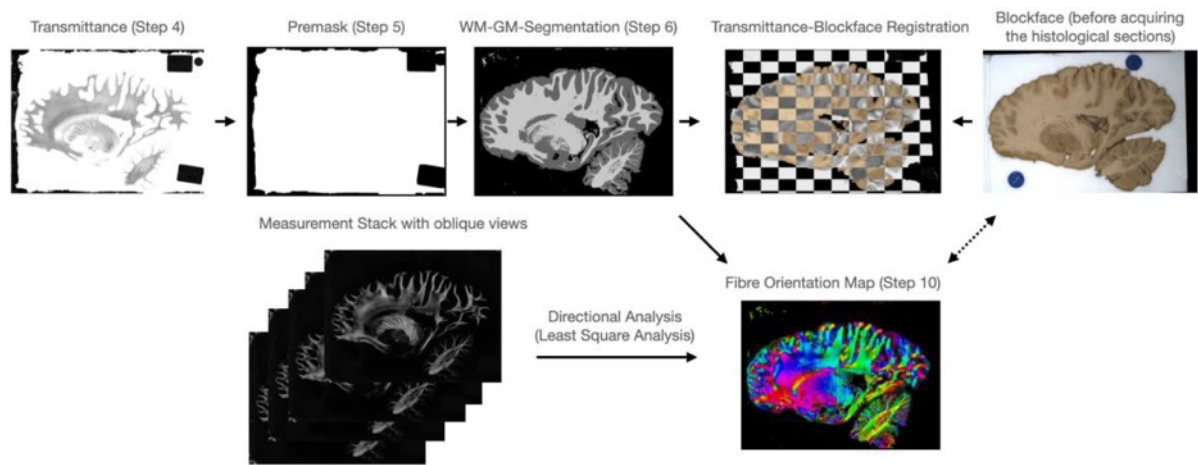 Transmittance (Step 4)
Premask (Step 5)
WM-GM-Segmentation (Step 6)
Transmittance-Blockface Registration
Blockface (before acquiring
the histological sections)
Measurement Stack with oblique views
Directional Analysis
(Least Square Analysis)
Fibre Orientation Map (Step 10)